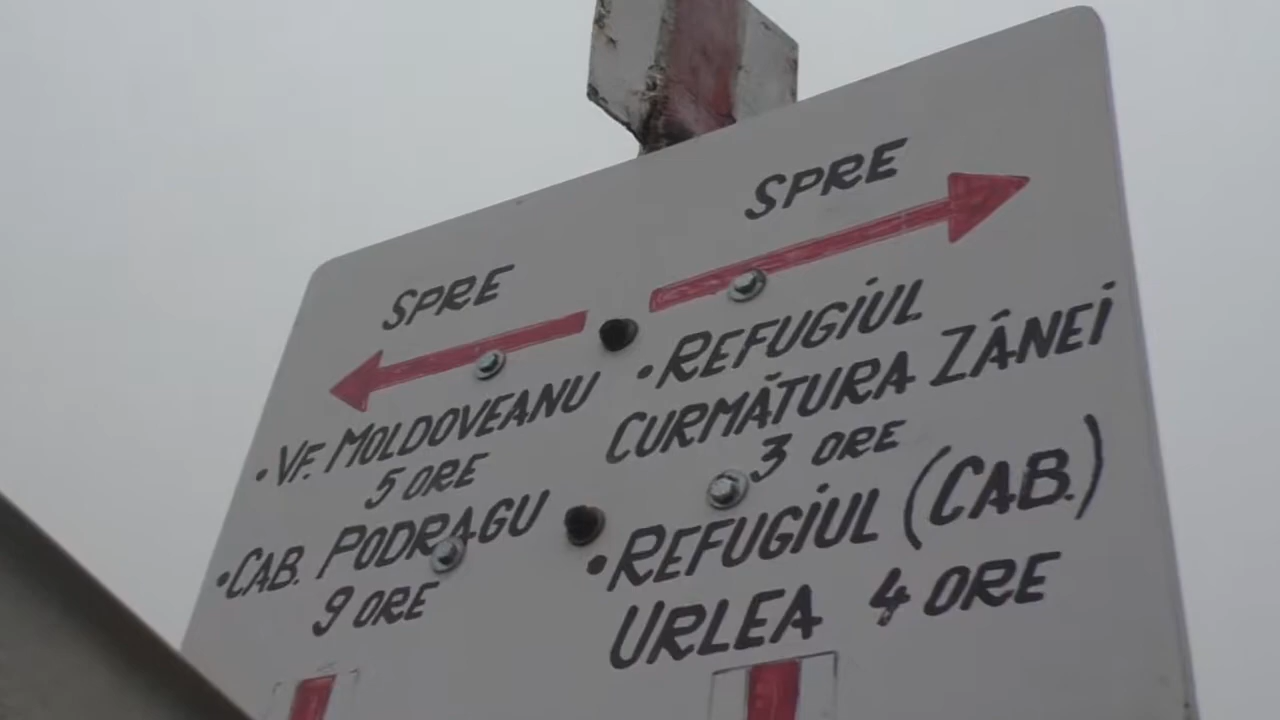 SPRE
• VF. MOLDOVEANU
5 ORE
• CAB. PODRAGU
9 ORE
SPRE
• REFUGIUL
CURMĂTURA ZÂNEI
3 ORE
• REFUGIUL (CAB.)
URLEA 4 ORE